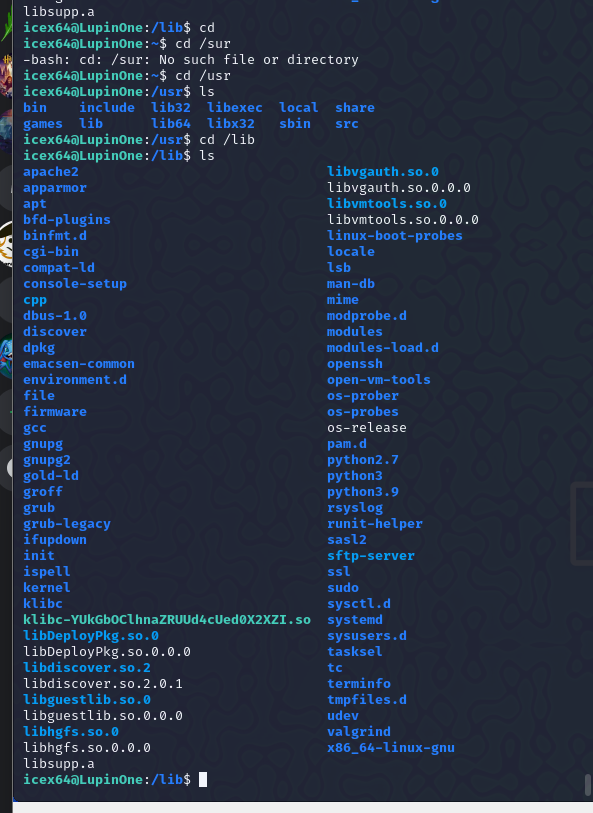 libsupp.a
icex64@LupinOne:/lib$ cd
icex64@LupinOne:~$ cd /sur
-bash: cd: /sur: No such file or directory
icex64@LupinOne:~$ cd /usr
icex64@LupinOne:/usr$ ls
bin    include  lib32  libexec  local  share
games  lib      lib64  libx32   sbin   src
icex64@LupinOne:/usr$ cd /lib
icex64@LupinOne:/lib$ ls
apache2                              libvgauth.so.0
apparmor                             libvgauth.so.0.0.0
apt                                  libvmtools.so.0
bfd-plugins                          libvmtools.so.0.0.0
binfmt.d                             linux-boot-probes
cgi-bin                              locale
compat-ld                            lsb
console-setup                        man-db
cpp                                  mime
dbus-1.0                             modprobe.d
discover                             modules
dpkg                                 modules-load.d
emacsen-common                       openssh
environment.d                        open-vm-tools
file                                 os-prober
firmware                             os-probes
gcc                                  os-release
gnupg                                pam.d
gnupg2                               python2.7
gold-ld                              python3
groff                                python3.9
grub                                 rsyslog
grub-legacy                          runit-helper
ifupdown                             sasl2
init                                 sftp-server
ispell                               ssl
kernel                               sudo
klibc                                sysctl.d
klibc-YUkGbOClhnaZRUUd4cUed0X2XZI.so  systemd
libDeployPkg.so.0                    sysusers.d
libDeployPkg.so.0.0.0                tasksel
libdiscover.so.2                     tc
libdiscover.so.2.0.1                 terminfo
libguestlib.so.0                     tmpfiles.d
libguestlib.so.0.0.0                 udev
libhgfs.so.0                         valgrind
libhgfs.so.0.0.0                     x86_64-linux-gnu
libsupp.a
icex64@LupinOne:/lib$